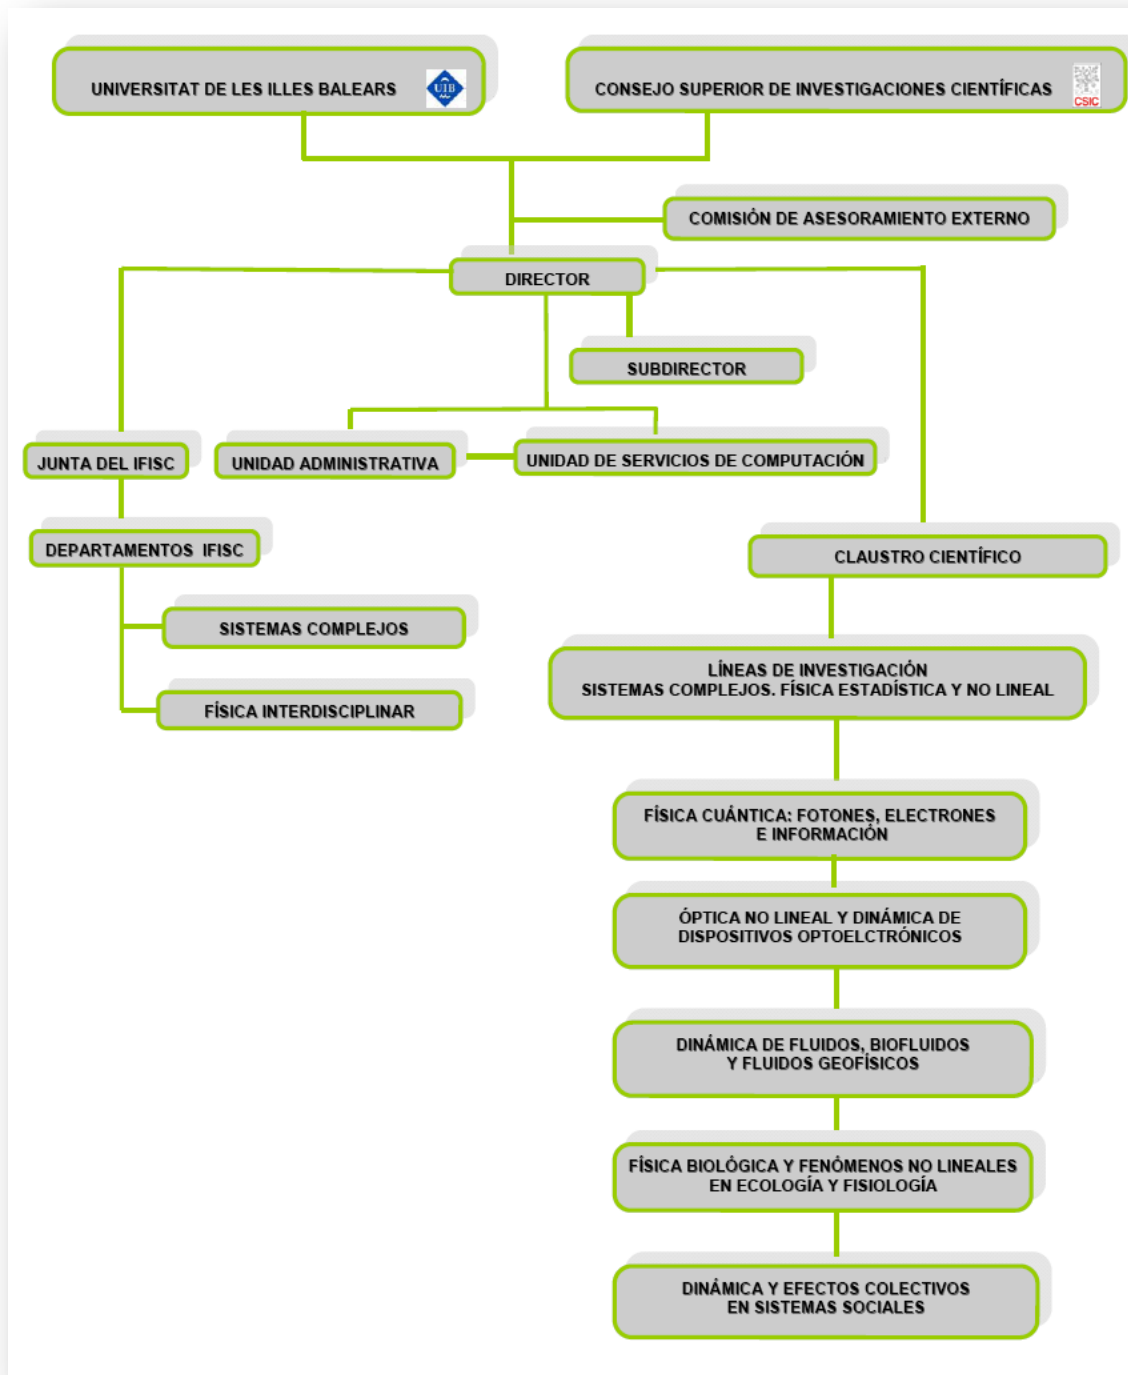 UNIVERSITAT DE LES ILLES BALEARS
UIB
CONSEJO SUPERIOR DE INVESTIGACIONES CIENTÍFICAS
CSIC
COMISIÓN DE ASESORAMIENTO EXTERNO
DIRECTOR
SUBDIRECTOR
JUNTA DEL IFISC
UNIDAD ADMINISTRATIVA
UNIDAD DE SERVICIOS DE COMPUTACIÓN
DEPARTAMENTOS IFISC
CLAUSTRO CIENTÍFICO
SISTEMAS COMPLEJOS
FÍSICA INTERDISCIPLINAR
LÍNEAS DE INVESTIGACIÓN
SISTEMAS COMPLEJOS. FÍSICA ESTADÍSTICA Y NO LINEAL
FÍSICA CUÁNTICA: FOTONES, ELECTRONES
E INFORMACIÓN
ÓPTICA NO LINEAL Y DINÁMICA DE
DISPOSITIVOS OPTOELCTRÓNICOS
DINÁMICA DE FLUIDOS, BIOFLUIDOS
Y FLUIDOS GEOFÍSICOS
FÍSICA BIOLÓGICA Y FENÓMENOS NO LINEALES
EN ECOLOGÍA Y FISIOLOGÍA
DINÁMICA Y EFECTOS COLECTIVOS
EN SISTEMAS SOCIALES